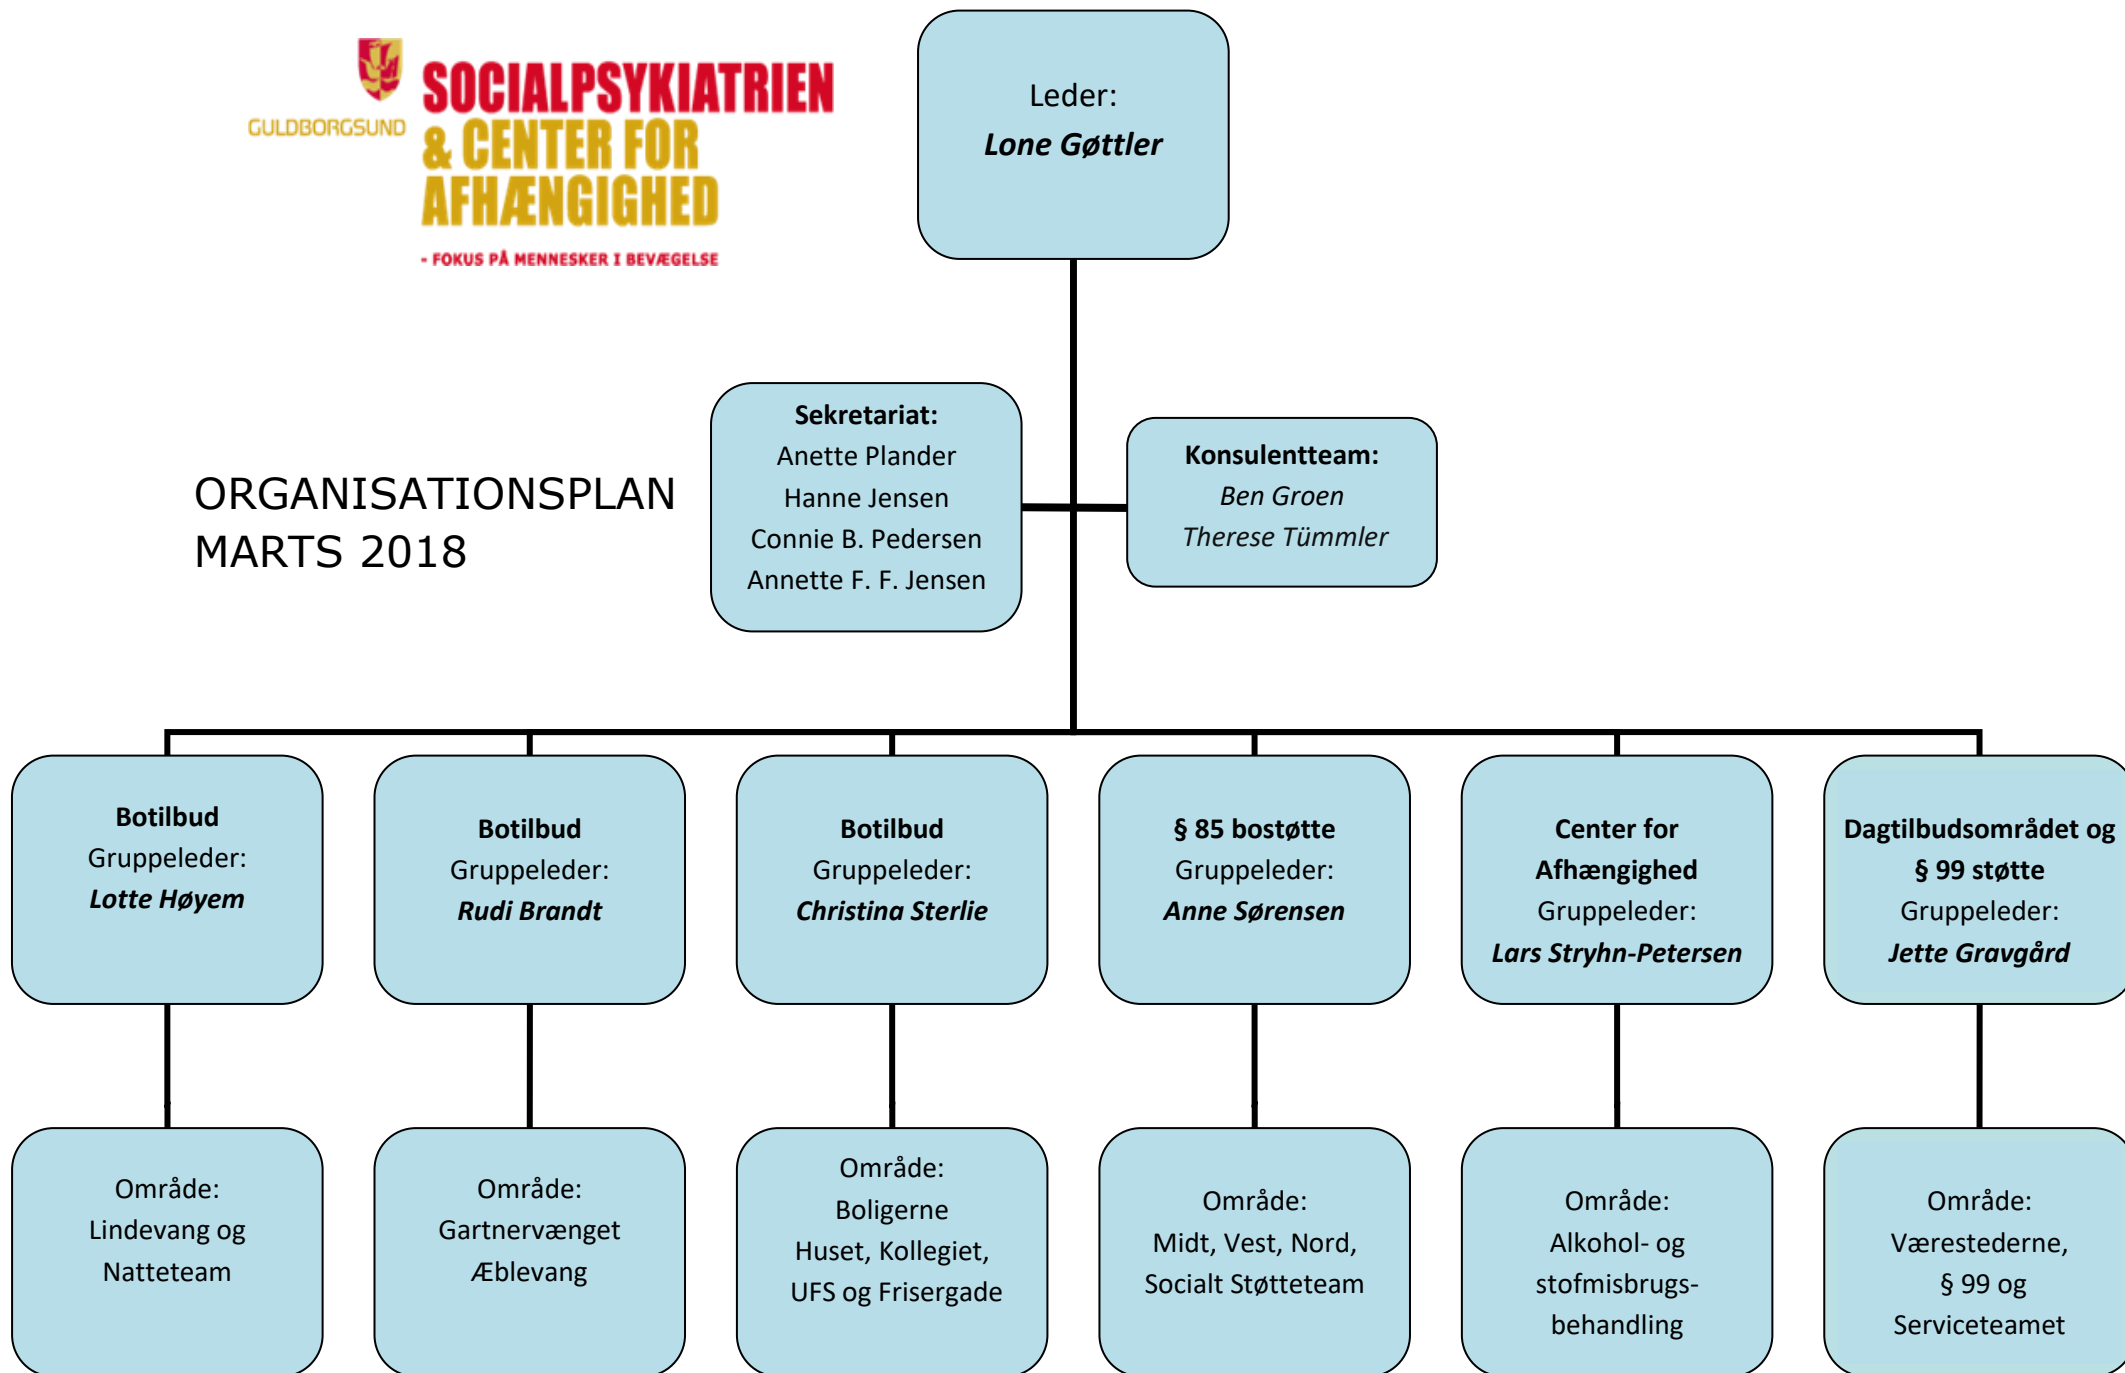 GULDBORGSUND
SOCIALPSYKIATRIEN
& CENTER FOR
AFHÆNGIGHED
- FOKUS PÅ MENNESKER I BEVÆGELSE
Leder:
Lone Gøttler
ORGANISATIONSPLAN
MARTS 2018
Sekretariat:
Anette Plander
Hanne Jensen
Connie B. Pedersen
Annette F. F. Jensen
Konsulentteam:
Ben Groen
Therese Tümmler
Botilbud
Gruppeleder:
Lotte Høyem
Botilbud
Gruppeleder:
Rudi Brandt
Botilbud
Gruppeleder:
Christina Sterlie
§ 85 bostøtte
Gruppeleder:
Anne Sørensen
Center for
Afhængighed
Gruppeleder:
Lars Stryhn-Petersen
Dagtilbudsområdet og
§ 99 støtte
Gruppeleder:
Jette Gravgård
Område:
Lindevang og
Natteteam
Område:
Gartnervænget
Æblevang
Område:
Boligerne
Huset, Kollegiet,
UFS og Frisergade
Område:
Midt, Vest, Nord,
Socialt Støtteteam
Område:
Alkohol- og
stofmisbrugs-
behandling
Område:
Værestederne,
§ 99 og
Serviceteamet